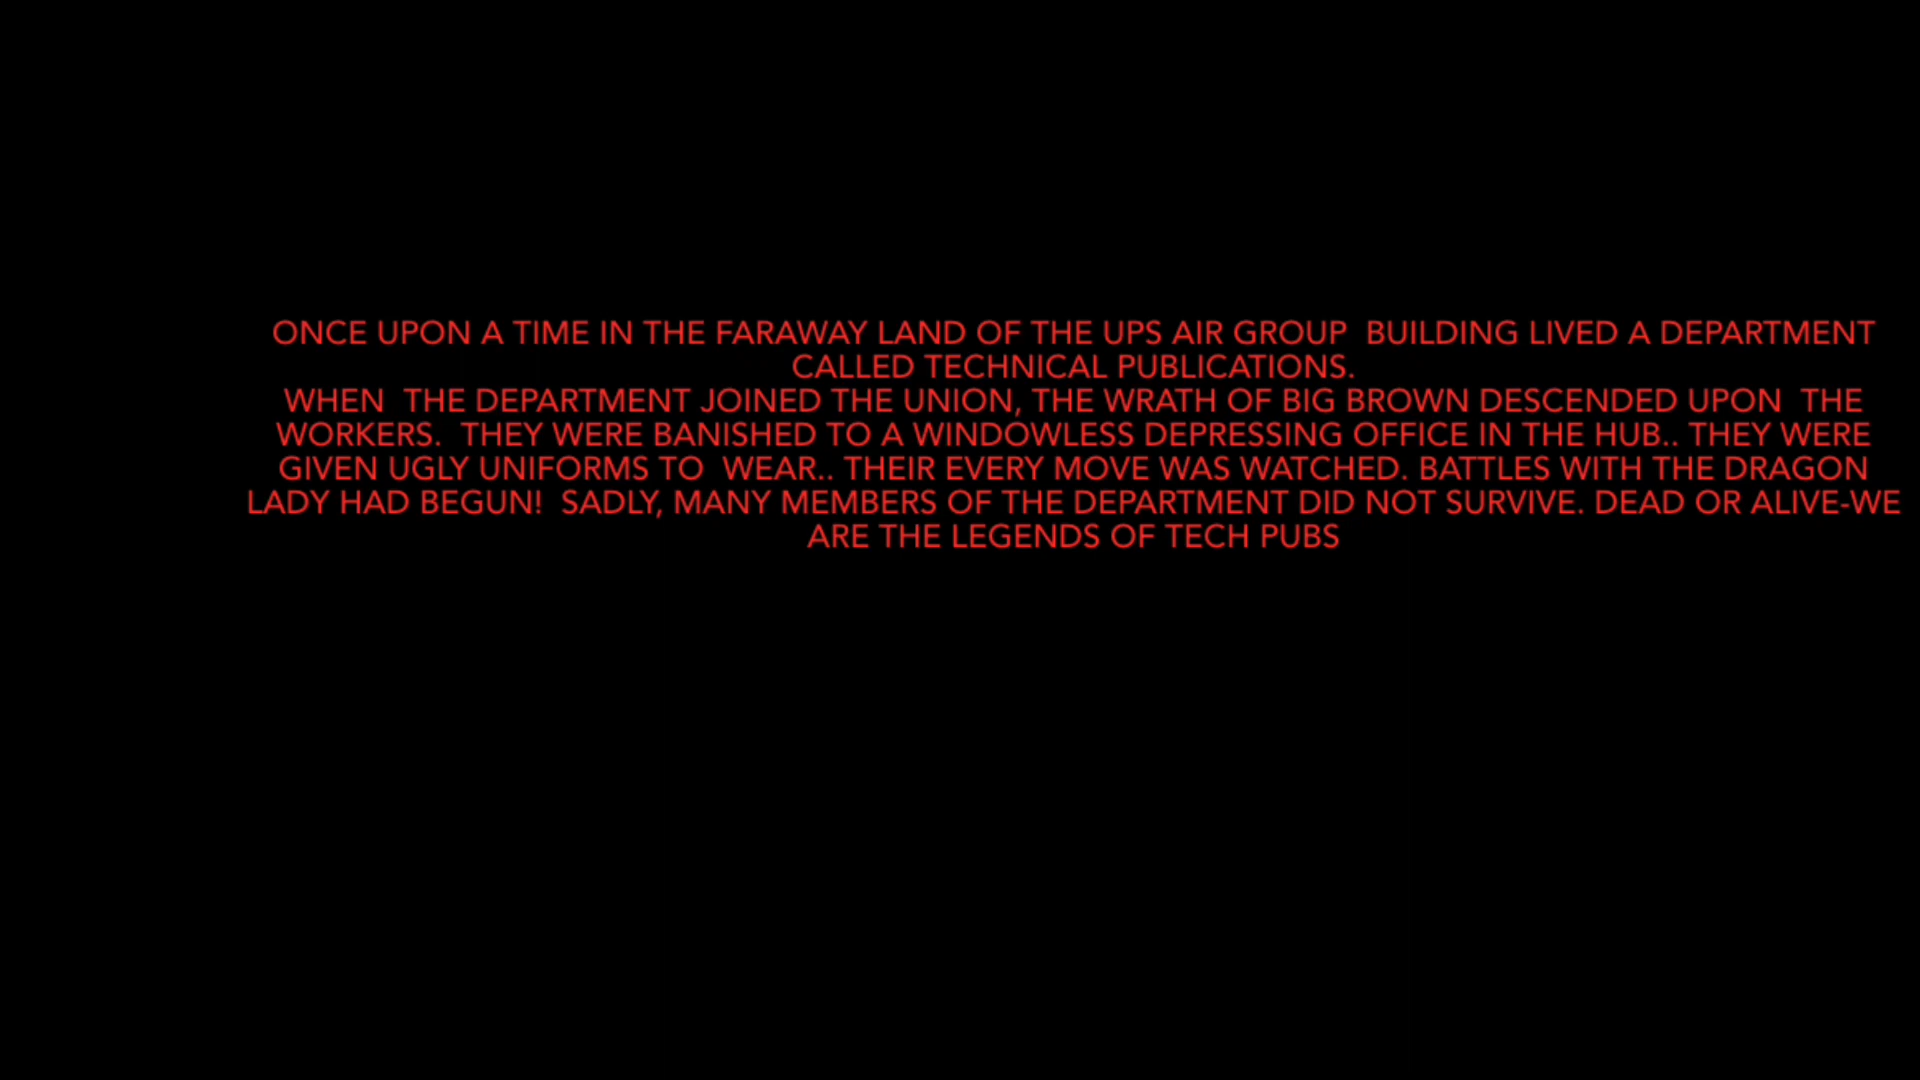 ONCE UPON A TIME IN THE FARAWAY LAND OF THE UPS AIR GROUP  BUILDING LIVED A DEPARTMENT
CALLED TECHNICAL PUBLICATIONS.
WHEN  THE DEPARTMENT JOINED THE UNION, THE WRATH OF BIG BROWN DESCENDED UPON  THE
WORKERS.  THEY WERE BANISHED TO A WINDOWLESS DEPRESSING OFFICE IN THE HUB.. THEY WERE
GIVEN UGLY UNIFORMS TO  WEAR.. THEIR EVERY MOVE WAS WATCHED. BATTLES WITH THE DRAGON
LADY HAD BEGUN!  SADLY, MANY MEMBERS OF THE DEPARTMENT DID NOT SURVIVE. DEAD OR ALIVE-WE
ARE THE LEGENDS OF TECH PUBS